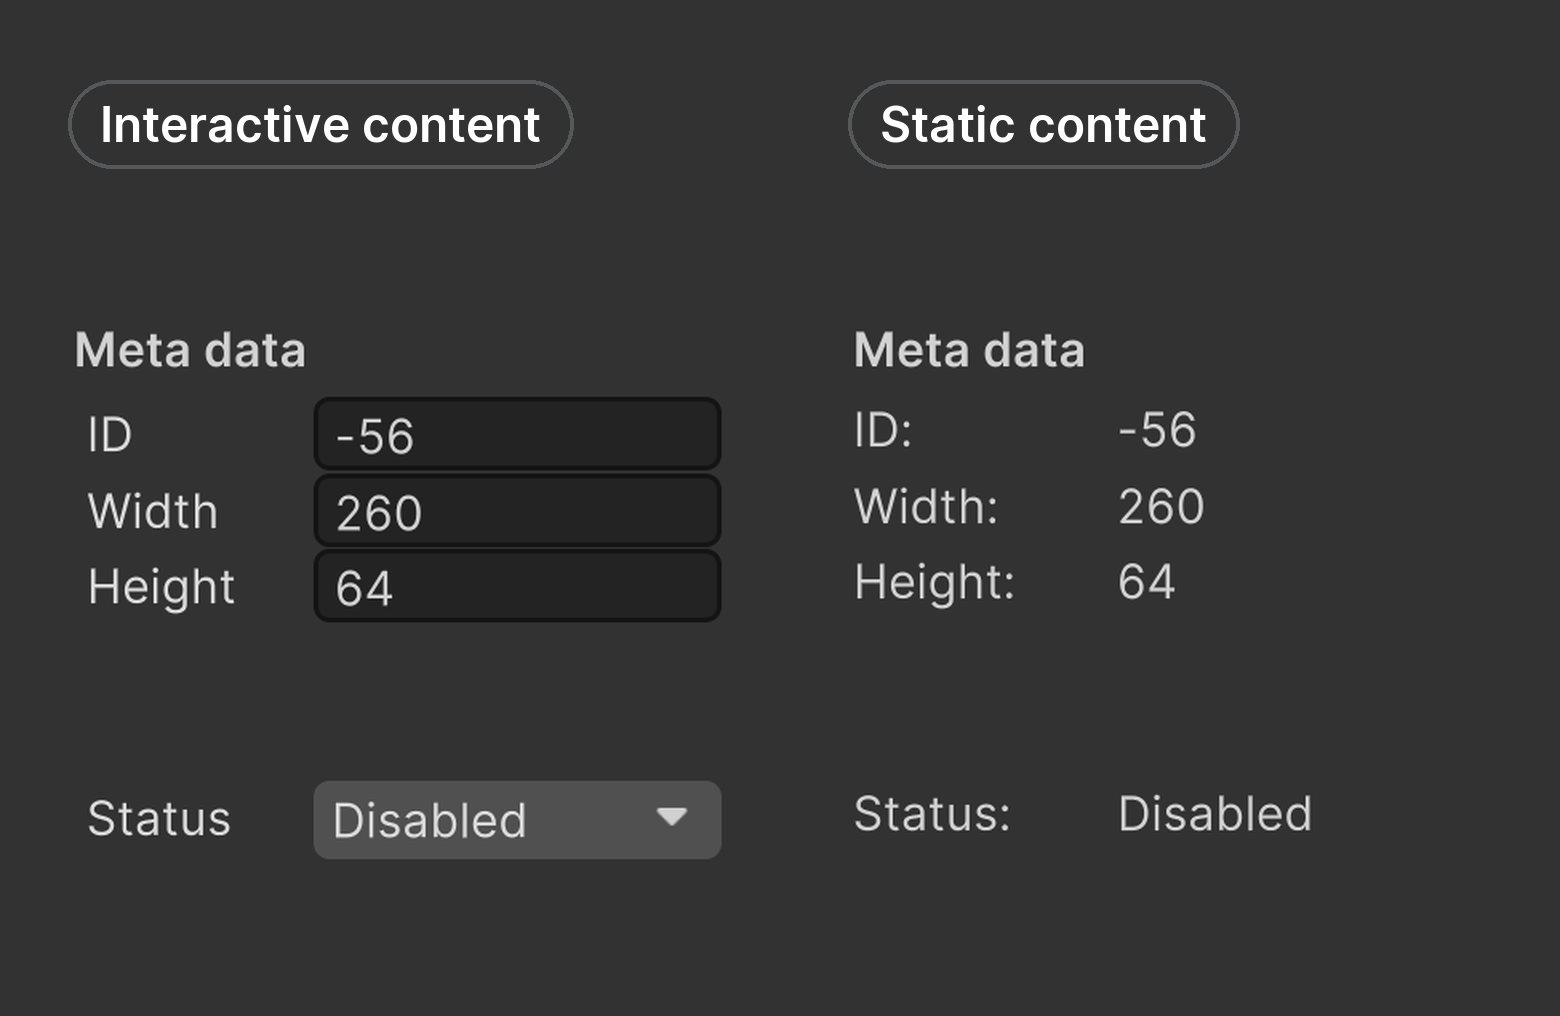 Interactive content
Meta data
ID -56
Width 260
Height 64
Status Disabled
Static content
Meta data
ID: -56
Width: 260
Height: 64
Status: Disabled